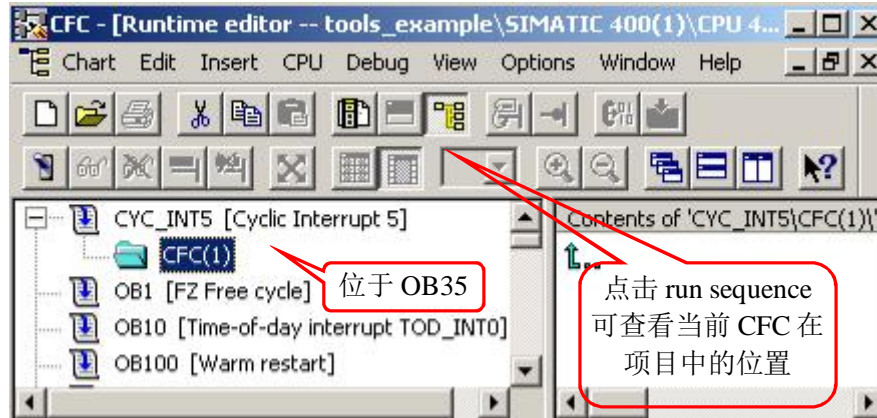 CFC - [Runtime editor -- tools_example\SIMATIC 400(1)\CPU 4...
Chart Edit Insert CPU Debug View Options Window Help
CYC_INT5 [Cyclic Interrupt 5]
CFC(1)
OB1 [FZ Free cycle]
OB10 [Time-of-day interrupt TOD_INT0]
OB100 [Warm restart]
位于 OB35
Contents of 'CYC_INT5\CFC(1)\'
点击 run sequence
可查看当前 CFC 在
项目中的位置